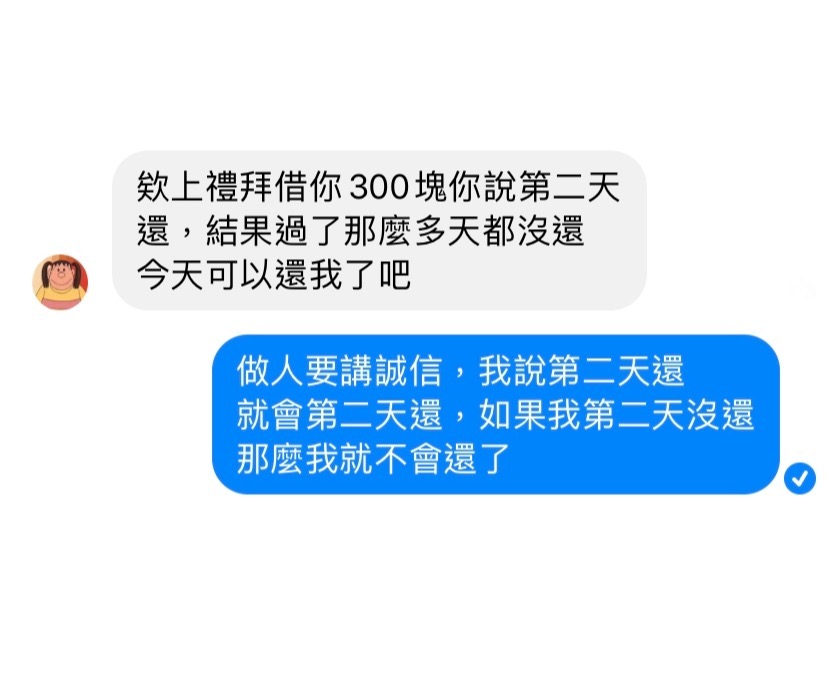 欸上禮拜借你300塊你說第二天
還，結果過了那麼多天都沒還
今天可以還我了吧
做人要講誠信，我說第二天還
就會第二天還，如果我第二天沒還
那麼我就不會還了